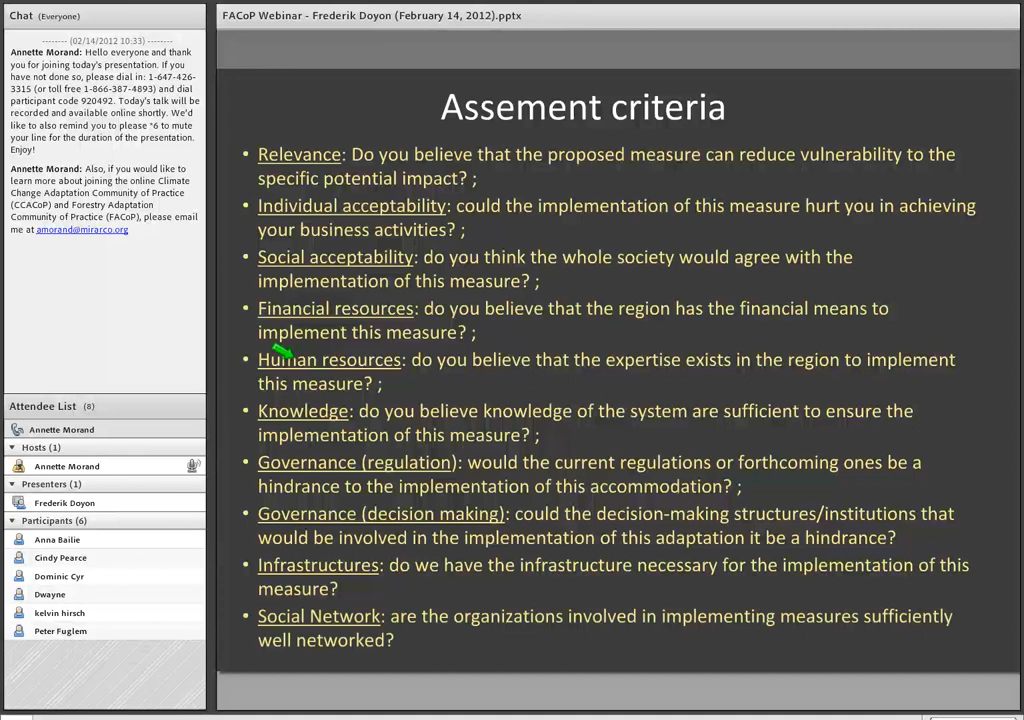 Chat (Everyone)
-------- (02/14/2012 10:33) --------
Annette Morand: Hello everyone and thank
you for joining today's presentation. If you
have not done so, please dial in: 1-647-426-
3315 (or toll free 1-866-387-4893) and dial
participant code 920492. Today's talk will be
recorded and available online shortly. We'd
like to also remind you to please *6 to mute
your line for the duration of the presentation.
Enjoy!
Annette Morand: Also, if you would like to
learn more about joining the online Climate
Change Adaptation Community of Practice
(CCACoP) and Forestry Adaptation
Community of Practice (FACoP), please email
me at amorand@mirarco.org
Attendee List (8)
Annette Morand
Hosts (1)
Annette Morand
Presenters (1)
Frederik Doyon
Participants (6)
Anna Bailie
Cindy Pearce
Dominic Cyr
Dwayne
kelvin hirsch
Peter Fuglem
FACoP Webinar - Frederik Doyon (February 14, 2012).pptx
Assement criteria
• Relevance: Do you believe that the proposed measure can reduce vulnerability to the
specific potential impact? ;
• Individual acceptability: could the implementation of this measure hurt you in achieving
your business activities? ;
• Social acceptability: do you think the whole society would agree with the
implementation of this measure? ;
• Financial resources: do you believe that the region has the financial means to
implement this measure? ;
• Human resources: do you believe that the expertise exists in the region to implement
this measure? ;
• Knowledge: do you believe knowledge of the system are sufficient to ensure the
implementation of this measure? ;
• Governance (regulation): would the current regulations or forthcoming ones be a
hindrance to the implementation of this accommodation? ;
• Governance (decision making): could the decision-making structures/institutions that
would be involved in the implementation of this adaptation it be a hindrance?
• Infrastructures: do we have the infrastructure necessary for the implementation of this
measure?
• Social Network: are the organizations involved in implementing measures sufficiently
well networked?